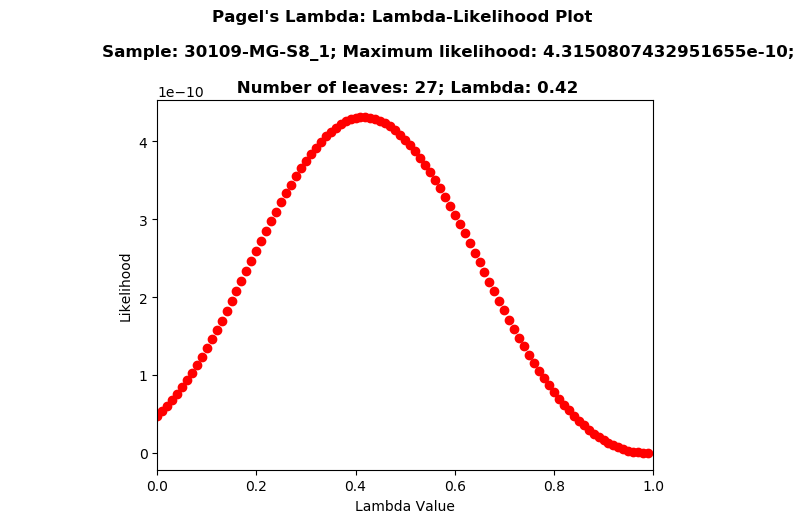 Pagel's Lambda: Lambda-Likelihood Plot
Sample: 30109-MG-S8_1; Maximum likelihood: 4.3150807432951655e-10;
Number of leaves: 27; Lambda: 0.42
1e−10
4
3
2
1
0
Likelihood
0.0 0.2 0.4 0.6 0.8 1.0
Lambda Value